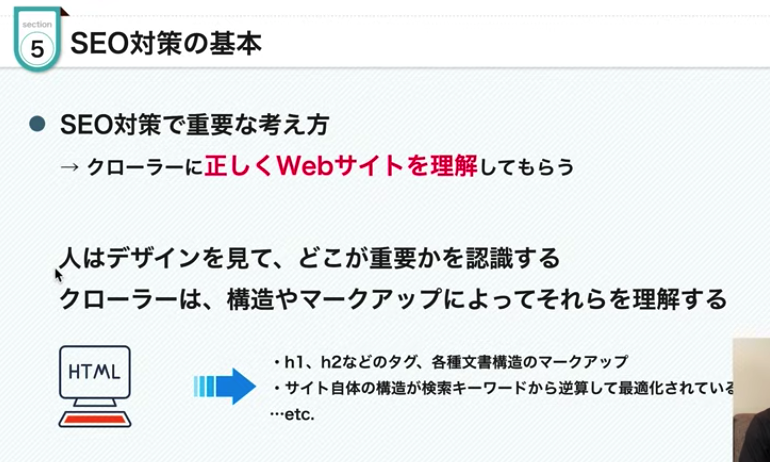 section
5
SEO対策の基本
SEO対策で重要な考え方
→ クローラーに正しくWebサイトを理解してもらう
人はデザインを見て、どこが重要かを認識する
クローラーは、構造やマークアップによってそれらを理解する
HTML
・h1、h2などのタグ、各種文書構造のマークアップ
・サイト自体の構造が検索キーワードから逆算して最適化されている
…etc.